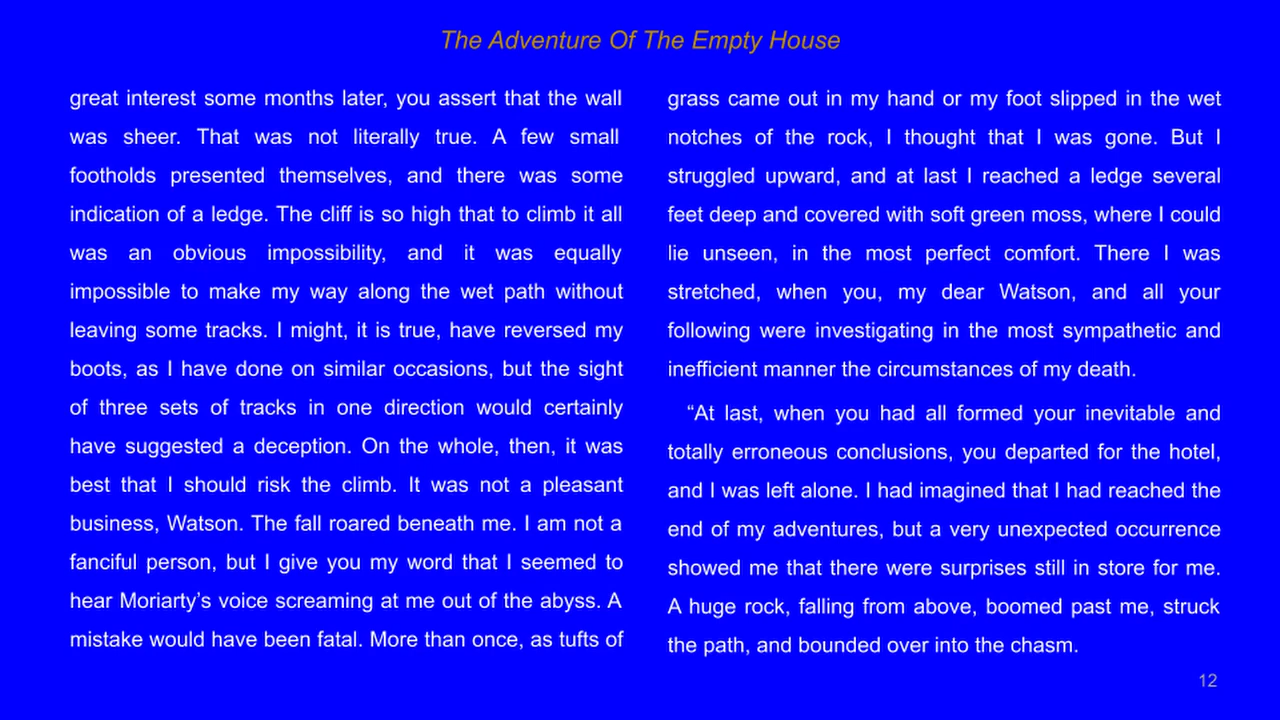 The Adventure Of The Empty House
great interest some months later, you assert that the wall
was sheer. That was not literally true. A few small
footholds presented themselves, and there was some
indication of a ledge. The cliff is so high that to climb it all
was an obvious impossibility, and it was equally
impossible to make my way along the wet path without
leaving some tracks. I might, it is true, have reversed my
boots, as I have done on similar occasions, but the sight
of three sets of tracks in one direction would certainly
have suggested a deception. On the whole, then, it was
best that I should risk the climb. It was not a pleasant
business, Watson. The fall roared beneath me. I am not a
fanciful person, but I give you my word that I seemed to
hear Moriarty’s voice screaming at me out of the abyss. A
mistake would have been fatal. More than once, as tufts of
grass came out in my hand or my foot slipped in the wet
notches of the rock, I thought that I was gone. But I
struggled upward, and at last I reached a ledge several
feet deep and covered with soft green moss, where I could
lie unseen, in the most perfect comfort. There I was
stretched, when you, my dear Watson, and all your
following were investigating in the most sympathetic and
inefficient manner the circumstances of my death.
“At last, when you had all formed your inevitable and
totally erroneous conclusions, you departed for the hotel,
and I was left alone. I had imagined that I had reached the
end of my adventures, but a very unexpected occurrence
showed me that there were surprises still in store for me.
A huge rock, falling from above, boomed past me, struck
the path, and bounded over into the chasm.
12